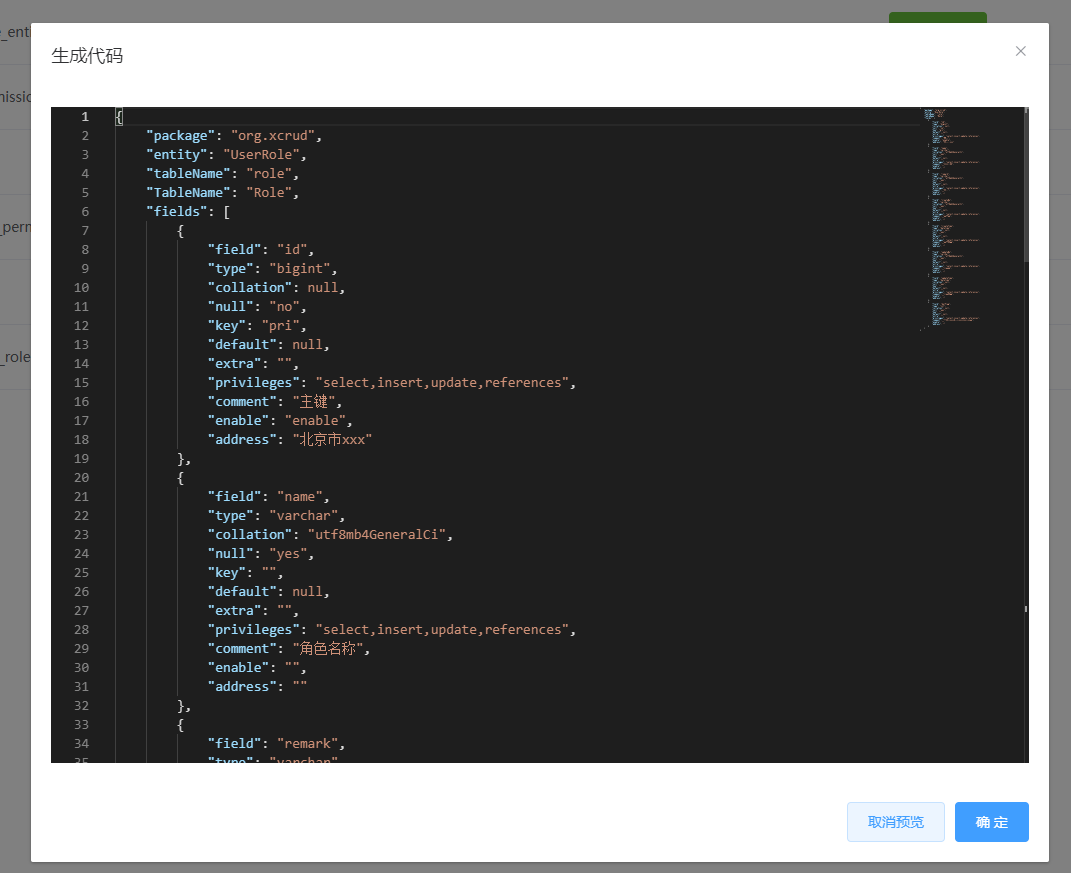 _enti
生成代码
missio
_perm
_role
1 {
2 "package": "org.xcrud",
3 "entity": "UserRole",
4 "tableName": "role",
5 "TableName": "Role",
6 "fields": [
7 {
8 "field": "id",
9 "type": "bigint",
10 "collation": null,
11 "null": "no",
12 "key": "pri",
13 "default": null,
14 "extra": "",
15 "privileges": "select,insert,update,references",
16 "comment": "主键",
17 "enable": "enable",
18 "address": "北京市xxx"
19 },
20 {
21 "field": "name",
22 "type": "varchar",
23 "collation": "utf8mb4GeneralCi",
24 "null": "yes",
25 "key": "",
26 "default": null,
27 "extra": "",
28 "privileges": "select,insert,update,references",
29 "comment": "角色名称",
30 "enable": "",
31 "address": ""
32 },
33 {
34 "field": "remark",
35 "type": "varchar"
取消预览
确 定